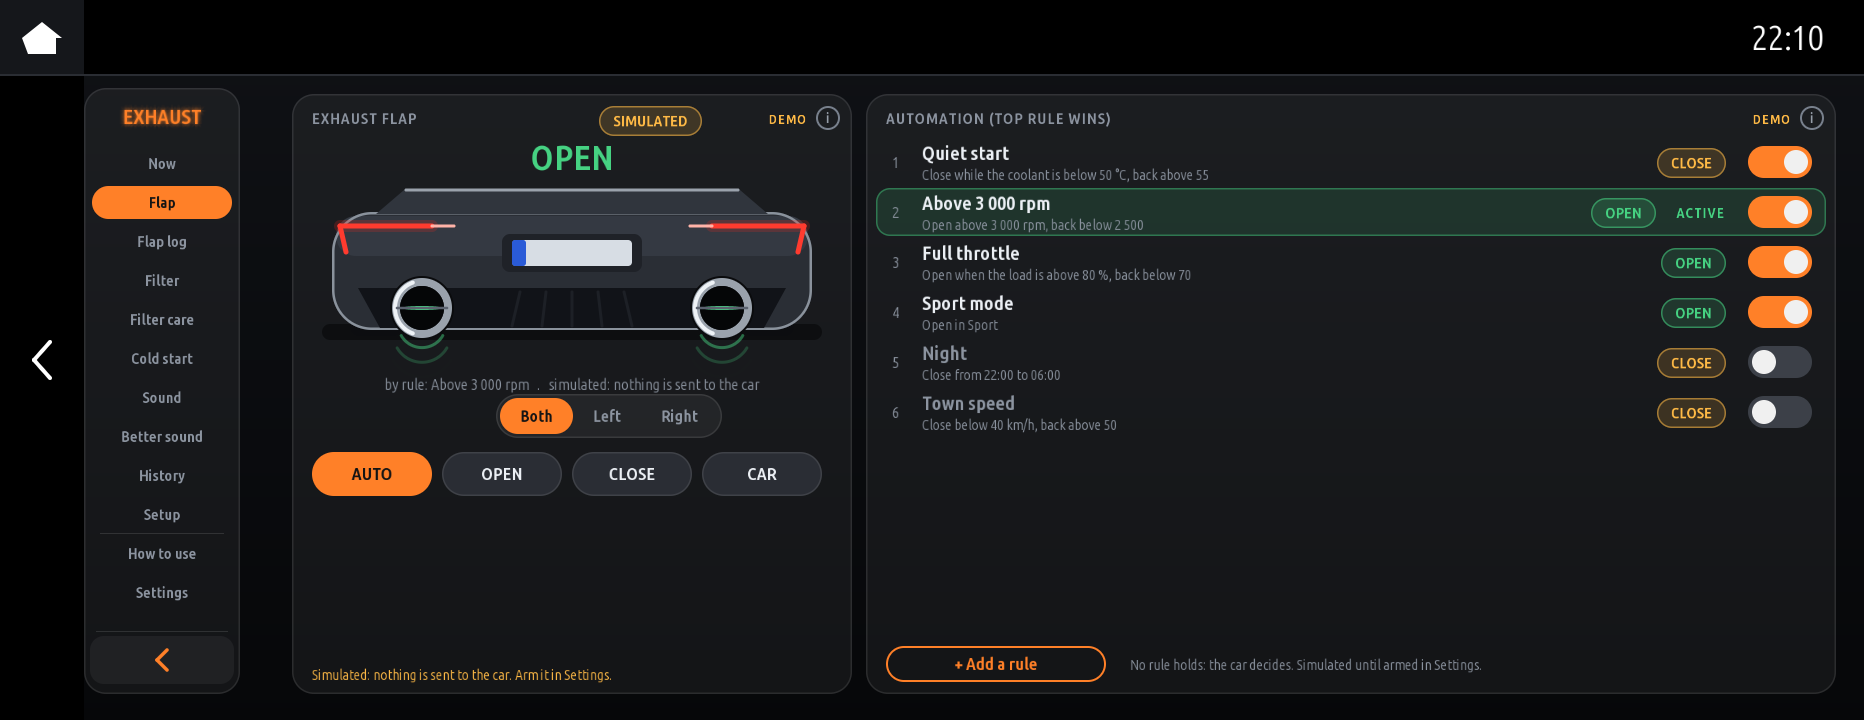 22:10
EXHAUST
Now
Flap
Flap log
Filter
Filter care
Cold start
Sound
Better sound
History
Setup
How to use
Settings
EXHAUST FLAP
SIMULATED
DEMO
i
OPEN
by rule: Above 3 000 rpm . simulated: nothing is sent to the car
Both Left Right
AUTO OPEN CLOSE CAR
Simulated: nothing is sent to the car. Arm it in Settings.
AUTOMATION (TOP RULE WINS)
DEMO
i
1 Quiet start CLOSE
Close while the coolant is below 50 °C, back above 55
2 Above 3 000 rpm OPEN ACTIVE
Open above 3 000 rpm, back below 2 500
3 Full throttle OPEN
Open when the load is above 80 %, back below 70
4 Sport mode OPEN
Open in Sport
5 Night CLOSE
Close from 22:00 to 06:00
6 Town speed CLOSE
Close below 40 km/h, back above 50
+ Add a rule
No rule holds: the car decides. Simulated until armed in Settings.